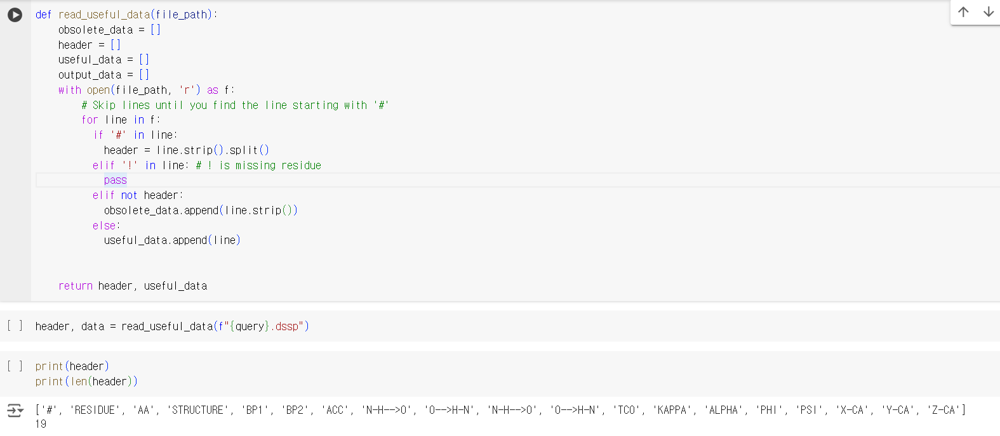 def read_useful_data(file_path):
    obsolete_data = []
    header = []
    useful_data = []
    output_data = []
    with open(file_path, 'r') as f:
        # Skip lines until you find the line starting with '#'
        for line in f:
          if '#' in line:
            header = line.strip().split()
          elif '!' in line: # ! is missing residue
            pass
          elif not header:
            obsolete_data.append(line.strip())
          else:
            useful_data.append(line)
    return header, useful_data
[ ] header, data = read_useful_data(f"{query}.dssp")
[ ] print(header)
print(len(header))
['#', 'RESIDUE', 'AA', 'STRUCTURE', 'BP1', 'BP2', 'ACC', 'N-H-->O', 'O-->H-N', 'N-H-->O', 'O-->H-N', 'TCO', 'KAPPA', 'ALPHA', 'PHI', 'PSI', 'X-CA', 'Y-CA', 'Z-CA']
19